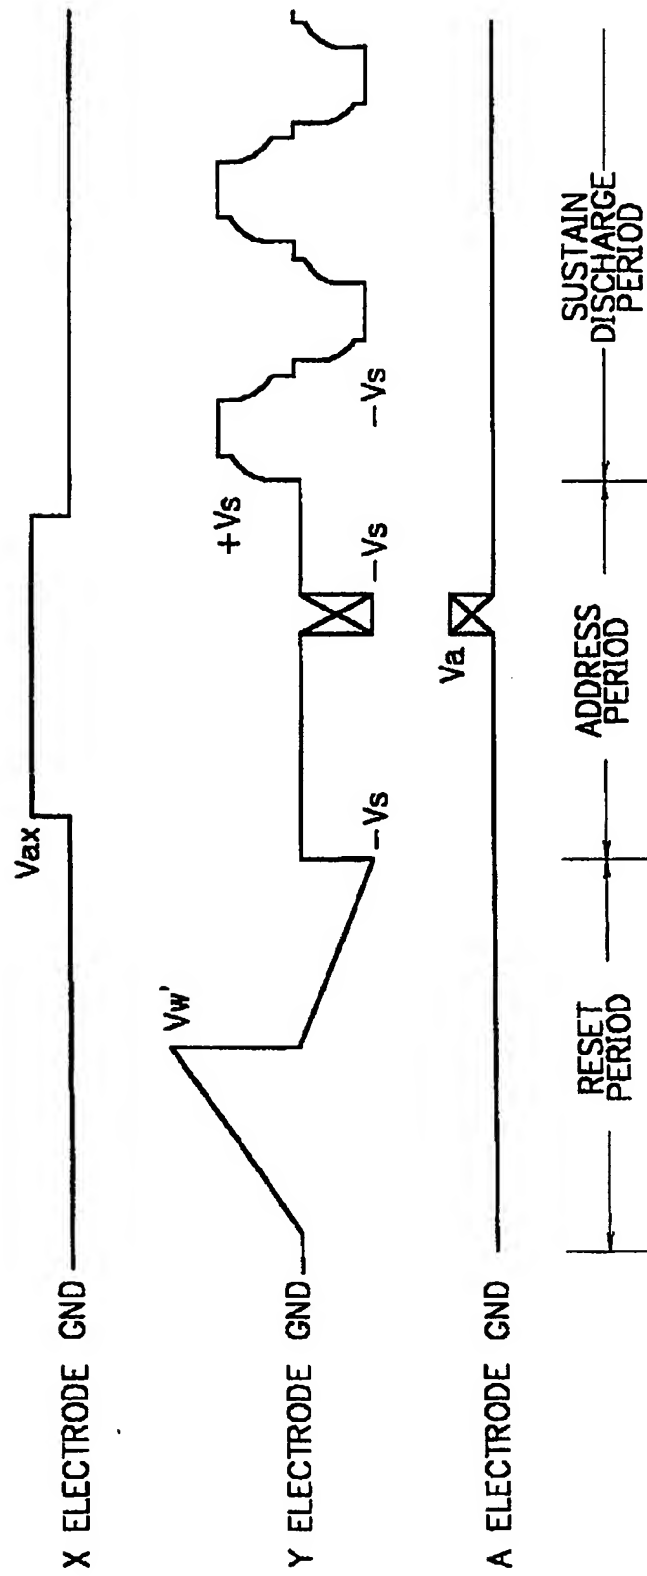 X ELECTRODE GND
Vax
Y ELECTRODE GND
Vw'
−Vs
−Vs
+Vs
−Vs
A ELECTRODE GND
Va
RESET
PERIOD
ADDRESS
PERIOD
SUSTAIN
DISCHARGE
PERIOD